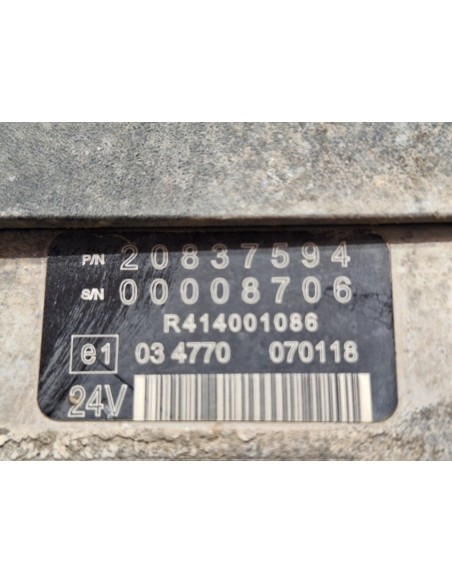 P/N 20837594
S/N 00008706
R414001086
e1 03 4770 070118
24V